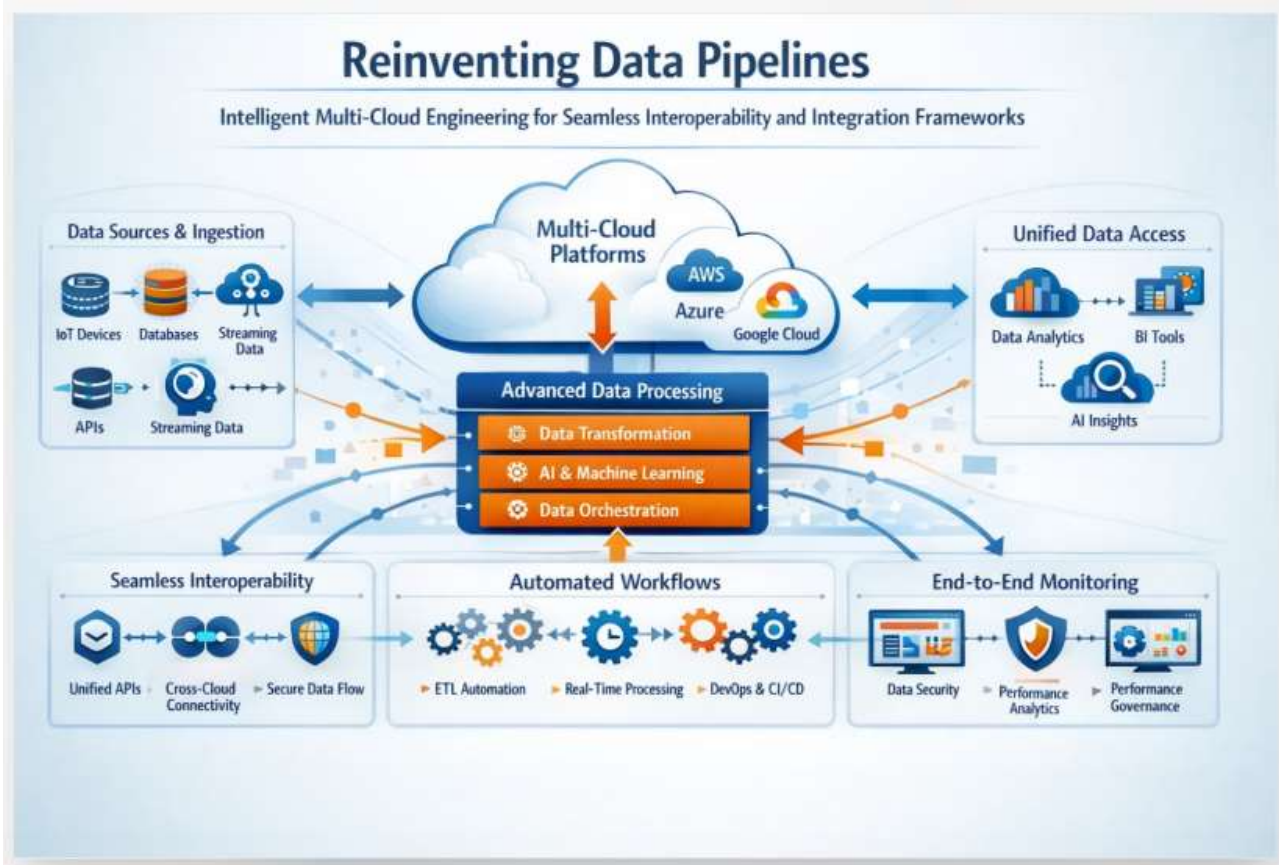 Reinventing Data Pipelines
Intelligent Multi-Cloud Engineering for Seamless Interoperability and Integration Frameworks
Data Sources & Ingestion
IoT Devices
Databases
Streaming
Data
APIs
Streaming Data
Multi-Cloud
Platforms
AWS
Azure
Google Cloud
Unified Data Access
Data Analytics
BI Tools
AI Insights
Advanced Data Processing
Data Transformation
AI & Machine Learning
Data Orchestration
Seamless Interoperability
Unified APIs
Cross-Cloud
Connectivity
Secure Data Flow
Automated Workflows
ETL Automation
Real-Time Processing
DevOps & CI/CD
End-to-End Monitoring
Data Security
Performance
Analytics
Performance
Governance